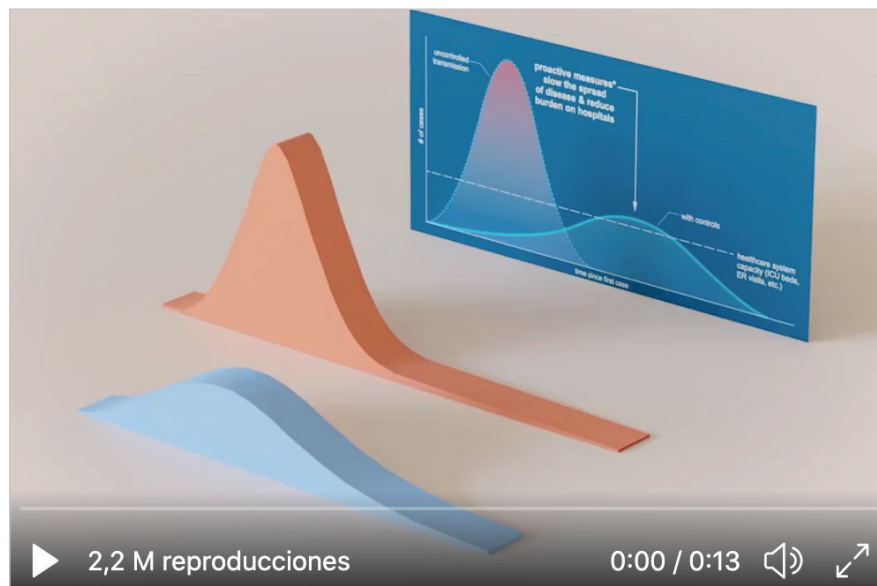 uncontrolled
transmission
proactive measures*
slow the spread
of disease & reduce
burden on hospitals
# of cases
with controls
healthcare system
capacity (ICU beds,
ER visits, etc.)
time since first case
2,2 M reproducciones
0:00 / 0:13